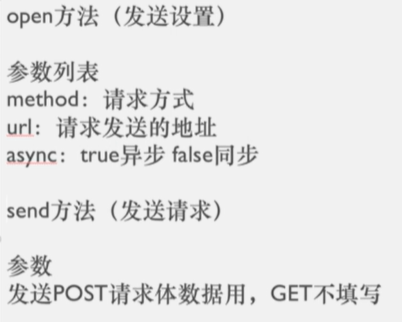 open方法（发送设置）
参数列表
method：请求方式
url：请求发送的地址
async：true异步 false同步
send方法（发送请求）
参数
发送POST请求体数据用，GET不填写